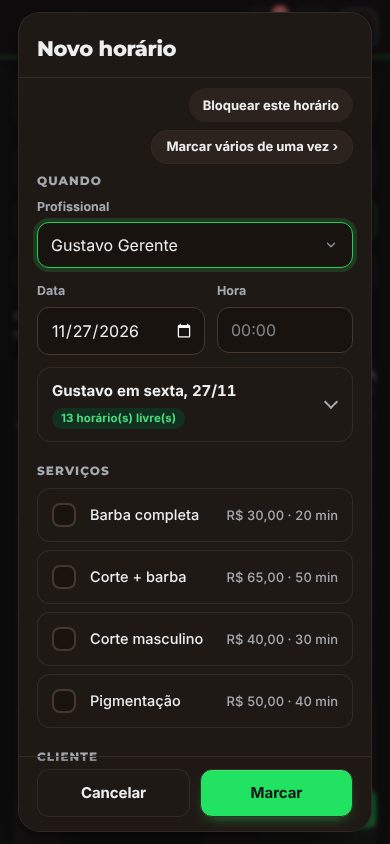 Novo horário
Bloquear este horário
Marcar vários de uma vez ›
QUANDO
Profissional
Gustavo Gerente
Data
Hora
11/27/2026
00:00
Gustavo em sexta, 27/11
13 horário(s) livre(s)
SERVIÇOS
Barba completa R$ 30,00 · 20 min
Corte + barba R$ 65,00 · 50 min
Corte masculino R$ 40,00 · 30 min
Pigmentação R$ 50,00 · 40 min
CLIENTE
Cancelar
Marcar